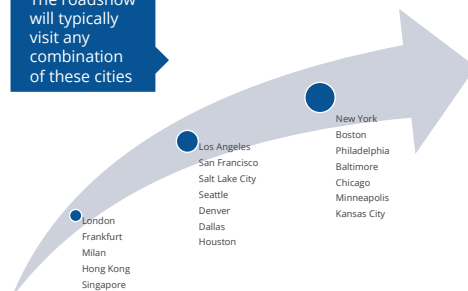 The roadshow
will typically
visit any
combination
of these cities
London
Frankfurt
Milan
Hong Kong
Singapore
Los Angeles
San Francisco
Salt Lake City
Seattle
Denver
Dallas
Houston
New York
Boston
Philadelphia
Baltimore
Chicago
Minneapolis
Kansas City